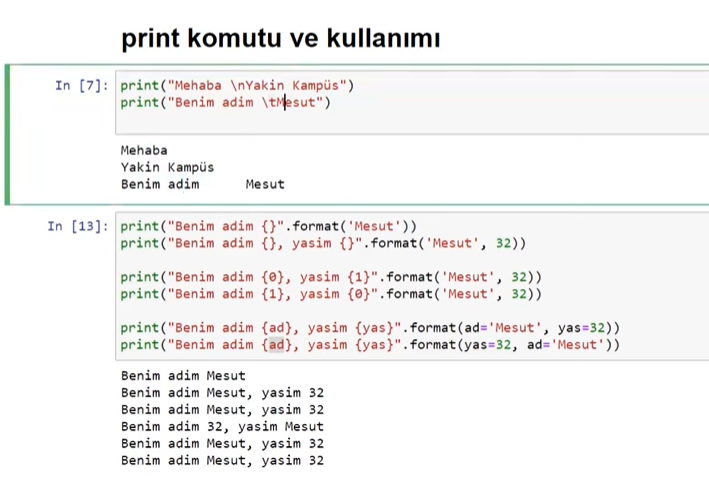 print komutu ve kullanımı
In [7]: print("Mehaba \nYakin Kampüs")
print("Benim adim \tMesut")
Mehaba
Yakin Kampüs
Benim adim Mesut
In [13]: print("Benim adim {}".format('Mesut'))
print("Benim adim {}, yasim {}".format('Mesut', 32))
print("Benim adim {0}, yasim {1}".format('Mesut', 32))
print("Benim adim {1}, yasim {0}".format('Mesut', 32))
print("Benim adim {ad}, yasim {yas}".format(ad='Mesut', yas=32))
print("Benim adim {ad}, yasim {yas}".format(yas=32, ad='Mesut'))
Benim adim Mesut
Benim adim Mesut, yasim 32
Benim adim Mesut, yasim 32
Benim adim 32, yasim Mesut
Benim adim Mesut, yasim 32
Benim adim Mesut, yasim 32